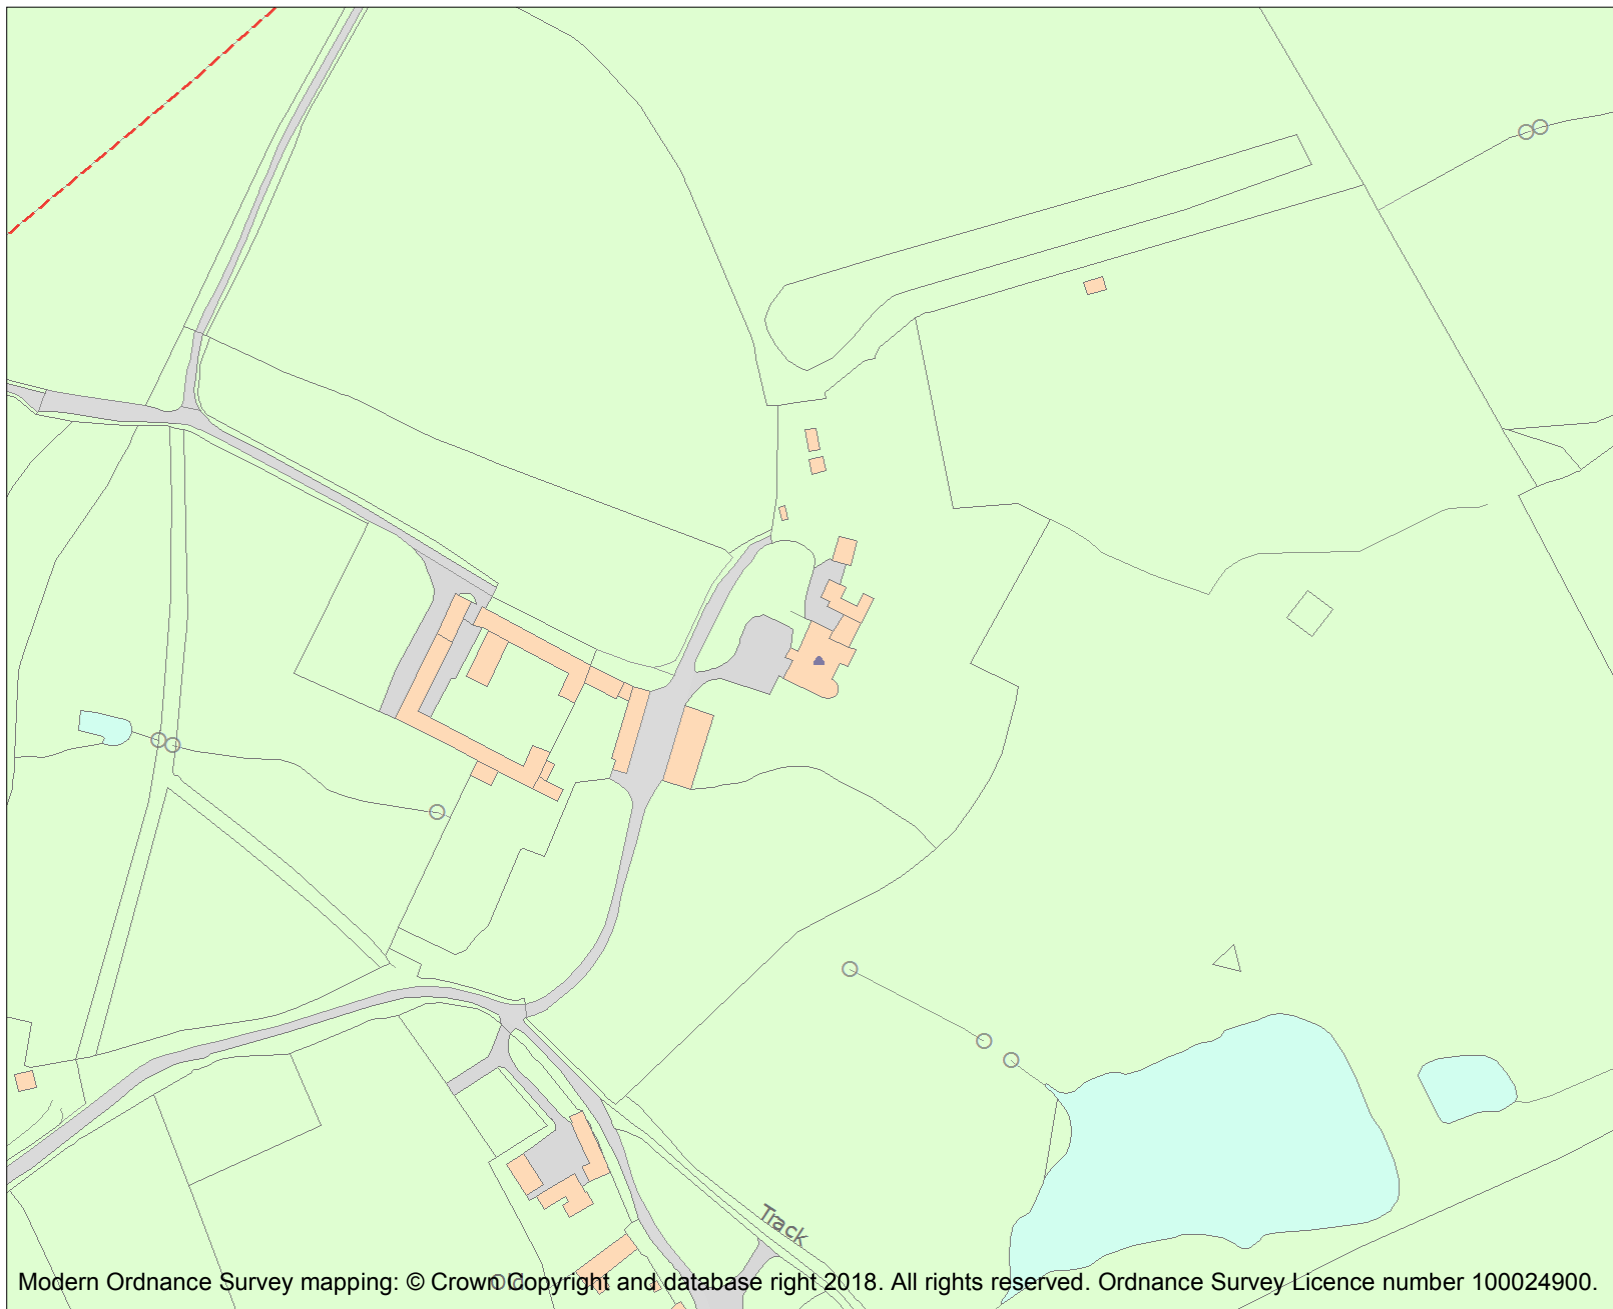 Track
Modern Ordnance Survey mapping: © Crown Copyright and database right 2018. All rights reserved. Ordnance Survey Licence number 100024900.